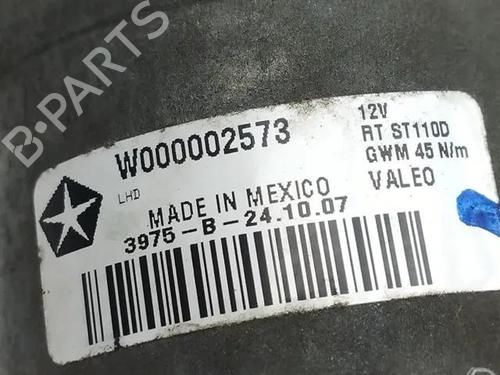 B-PARTS
W000002573
LHD
MADE IN MEXICO
3975-B-24.10.07
12V
RT ST110D
GWM 45 N/m
VALEO